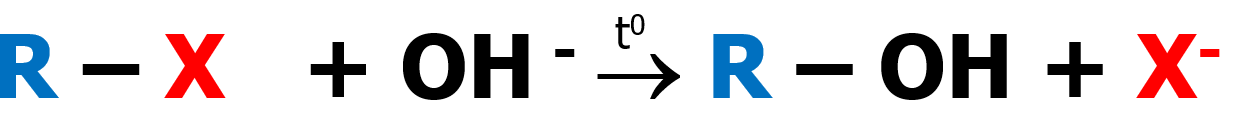 R – X + OH⁻ →(t⁰) R – OH + X⁻